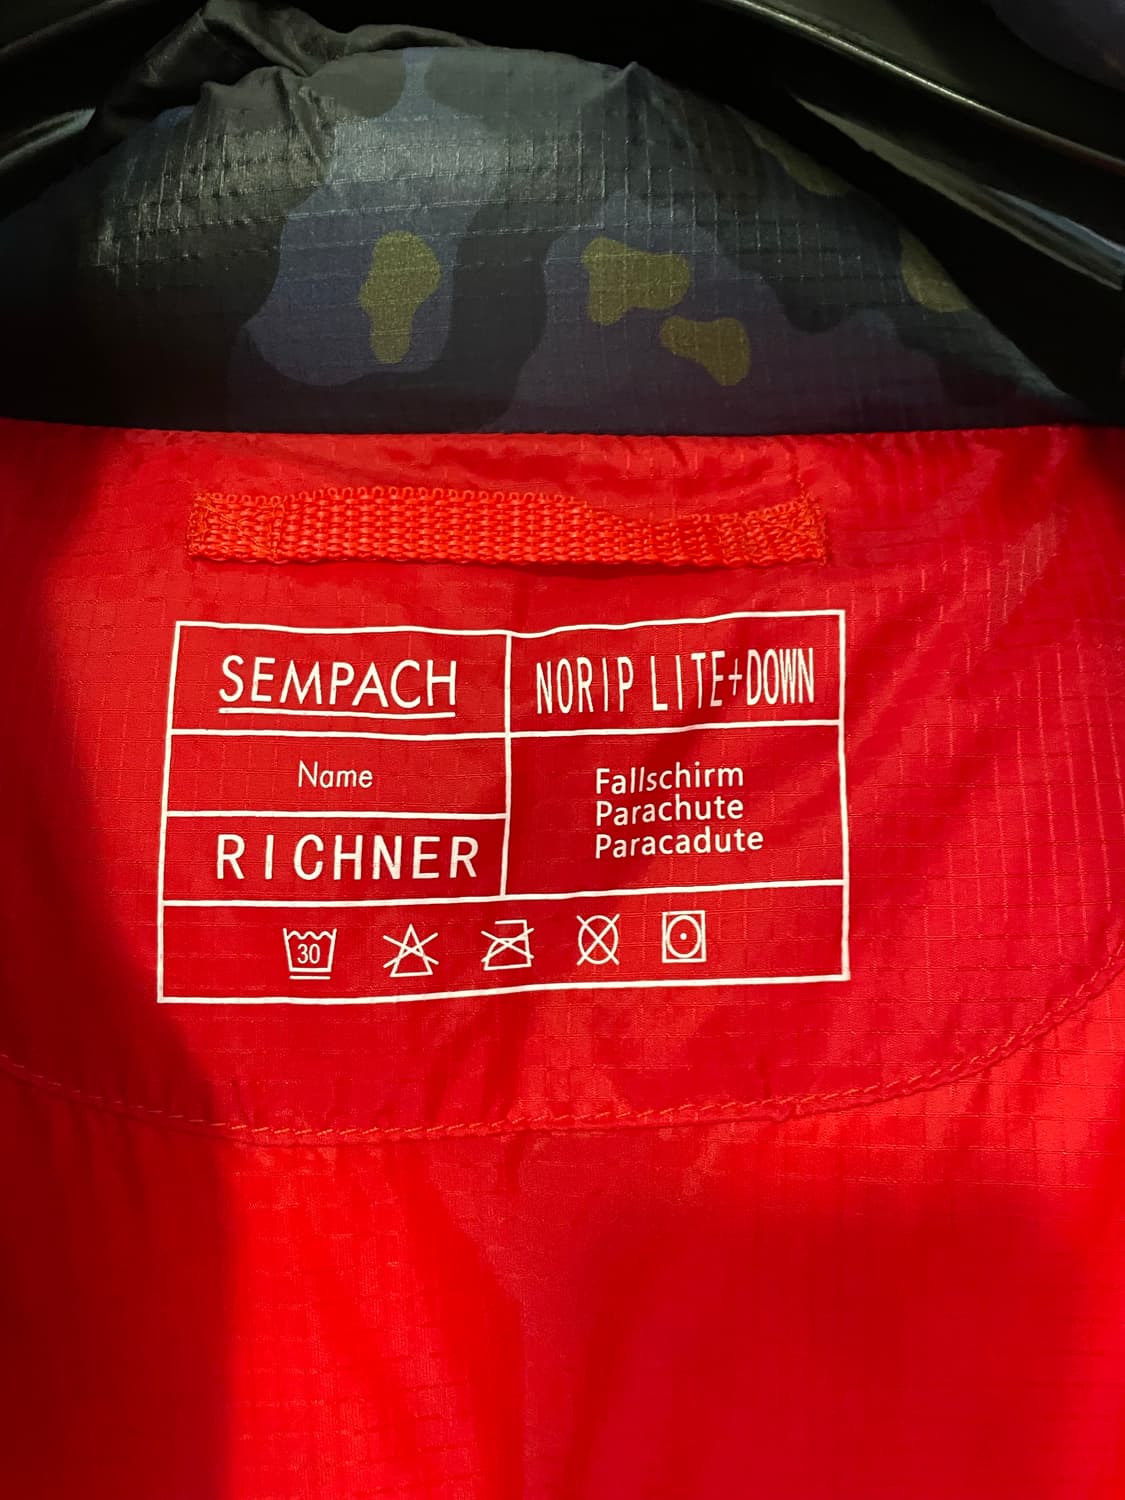 SEMPACH
NORIP LITE+DOWN
Name
Fallschirm
Parachute
Paracadute
RICHNER
30